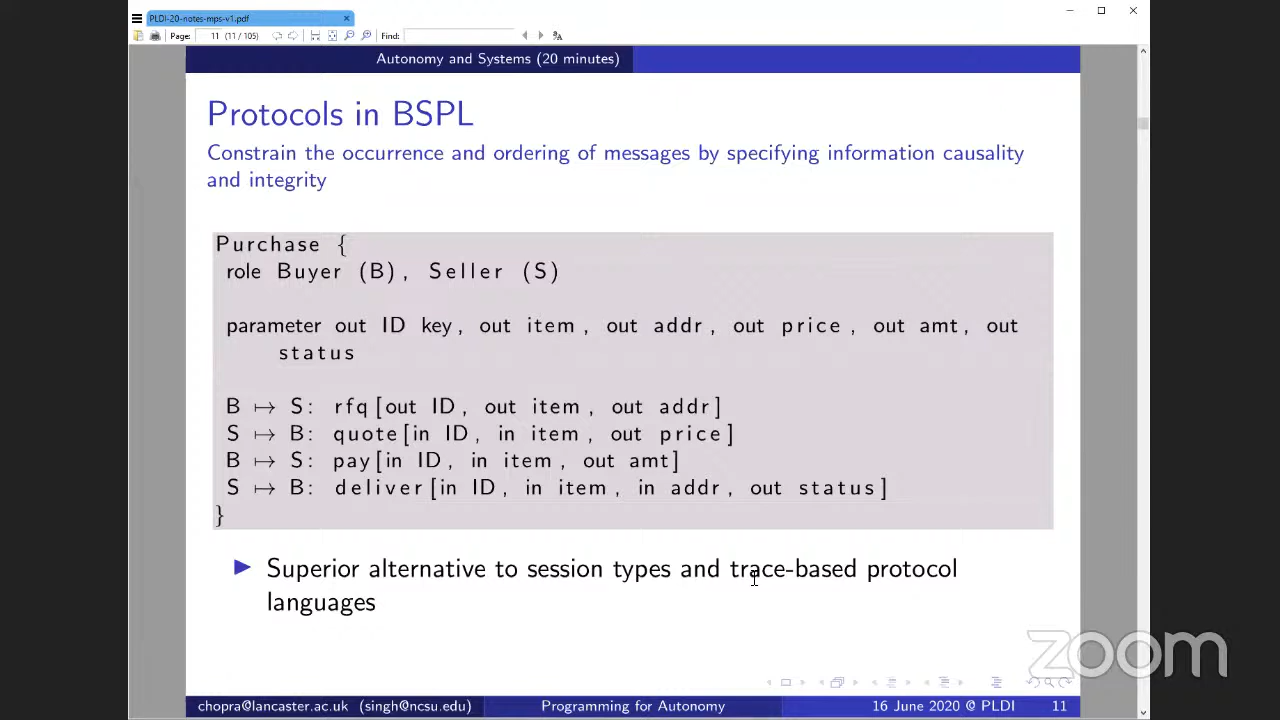 PLDI-20-notes-mps-v1.pdf
Page: 11 (11 / 105) Find:
Autonomy and Systems (20 minutes)
Protocols in BSPL
Constrain the occurrence and ordering of messages by specifying information causality
and integrity
Purchase {
role Buyer (B), Seller (S)
parameter out ID key, out item, out addr, out price, out amt, out
status
B ↦ S: rfq[out ID, out item, out addr]
S ↦ B: quote[in ID, in item, out price]
B ↦ S: pay[in ID, in item, out amt]
S ↦ B: deliver[in ID, in item, in addr, out status]
}
▶ Superior alternative to session types and trace-based protocol
languages
zoom
chopra@lancaster.ac.uk (singh@ncsu.edu) Programming for Autonomy 16 June 2020 @ PLDI 11